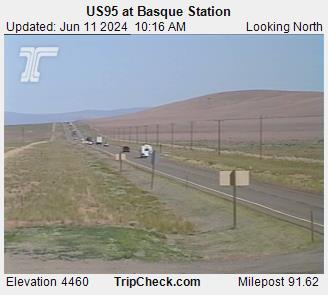 US95 at Basque Station
Updated: Jun 11 2024 10:16 AM Looking North
Elevation 4460 TripCheck.com Milepost 91.62